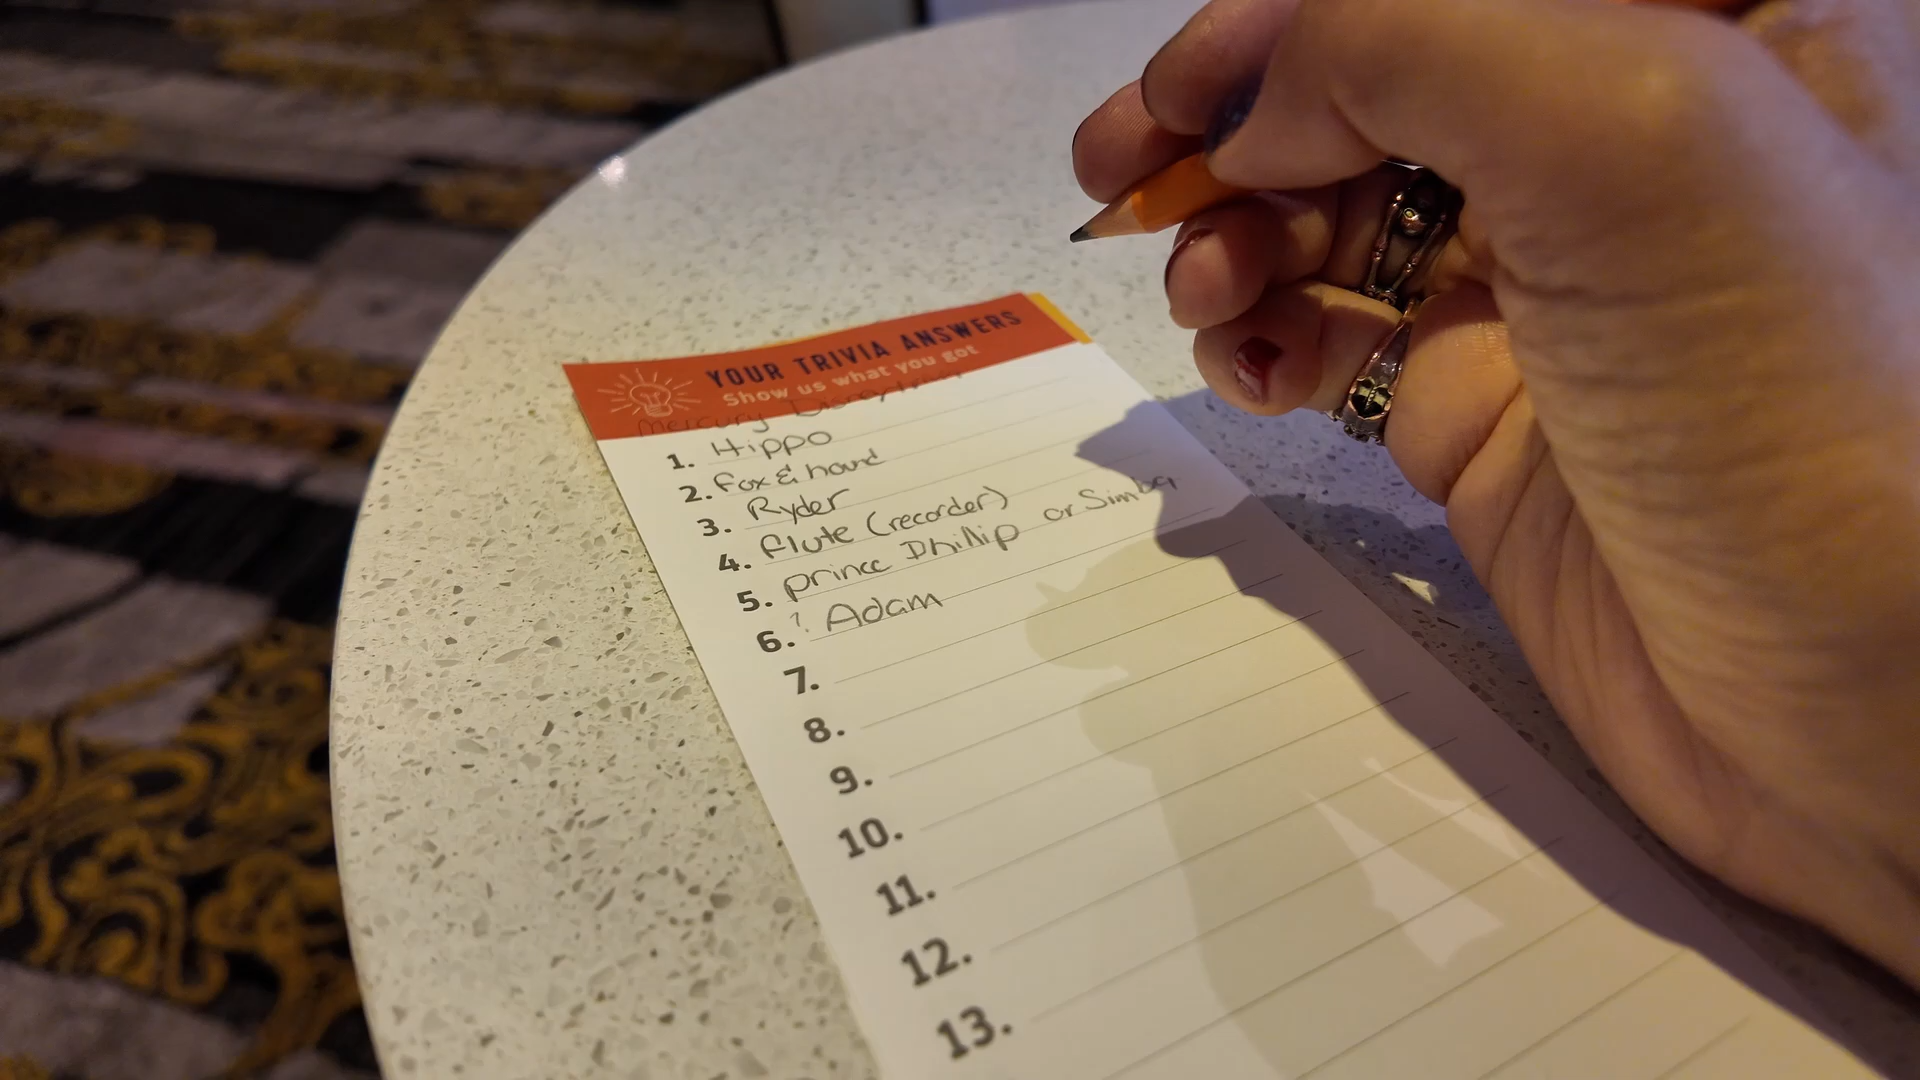 YOUR TRIVIA ANSWERS
Show us what you got
Mercury
1. Hippo
2. fox & hound
3. Ryder
4. flute (recorder)
5. prince Phillip or Simba
6. ? Adam
7.
8.
9.
10.
11.
12.
13.